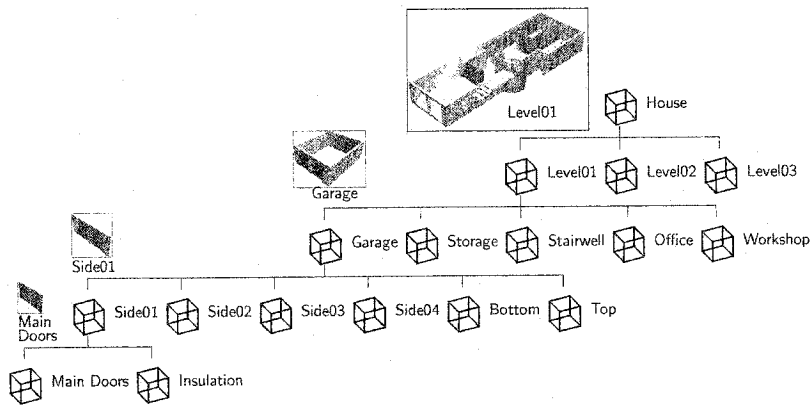 Level01
House
Garage
Level01 Level02 Level03
Side01
Garage Storage Stairwell Office Workshop
Main
Doors
Side01 Side02 Side03 Side04 Bottom Top
Main Doors Insulation